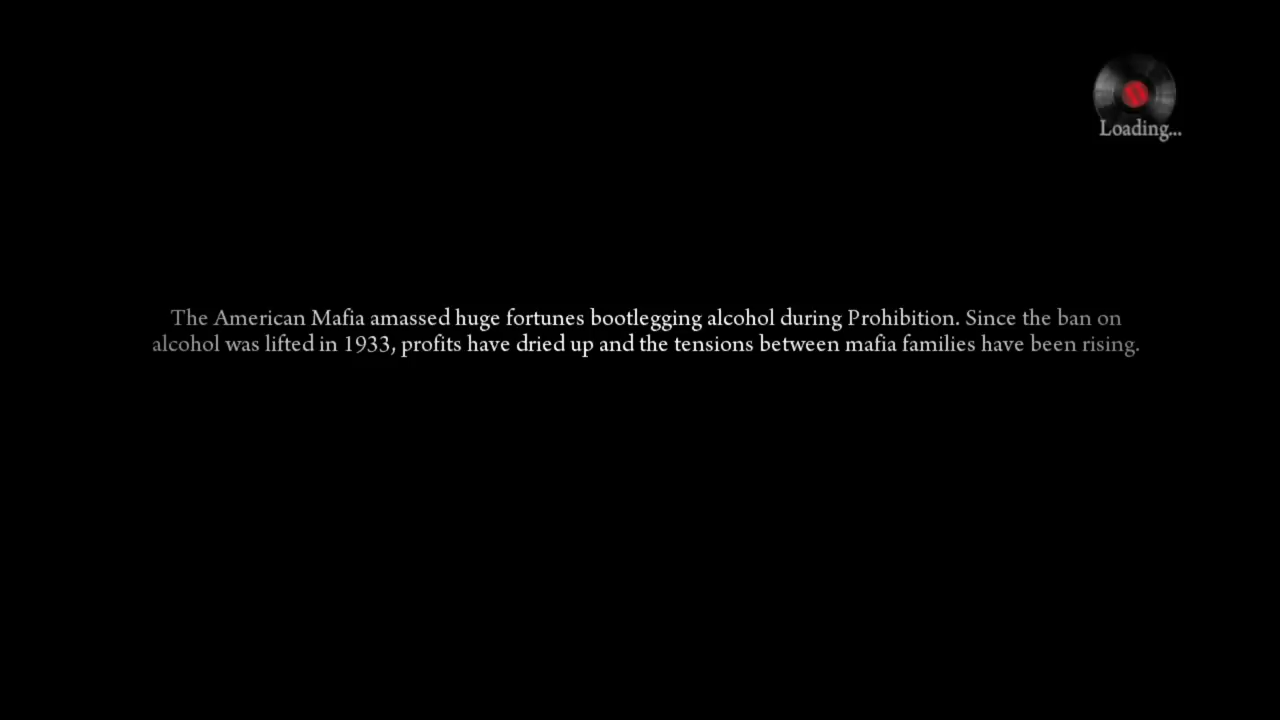 Loading...
The American Mafia amassed huge fortunes bootlegging alcohol during Prohibition. Since the ban on
alcohol was lifted in 1933, profits have dried up and the tensions between mafia families have been rising.